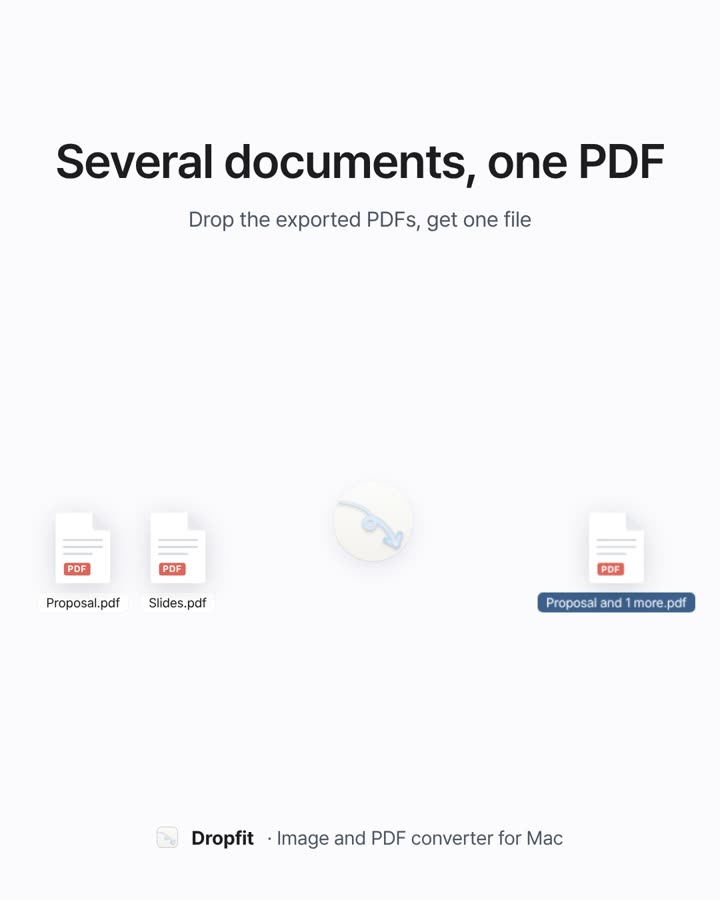 Several documents, one PDF
Drop the exported PDFs, get one file
PDF
PDF
PDF
Proposal.pdf
Slides.pdf
Proposal and 1 more.pdf
Dropfit · Image and PDF converter for Mac